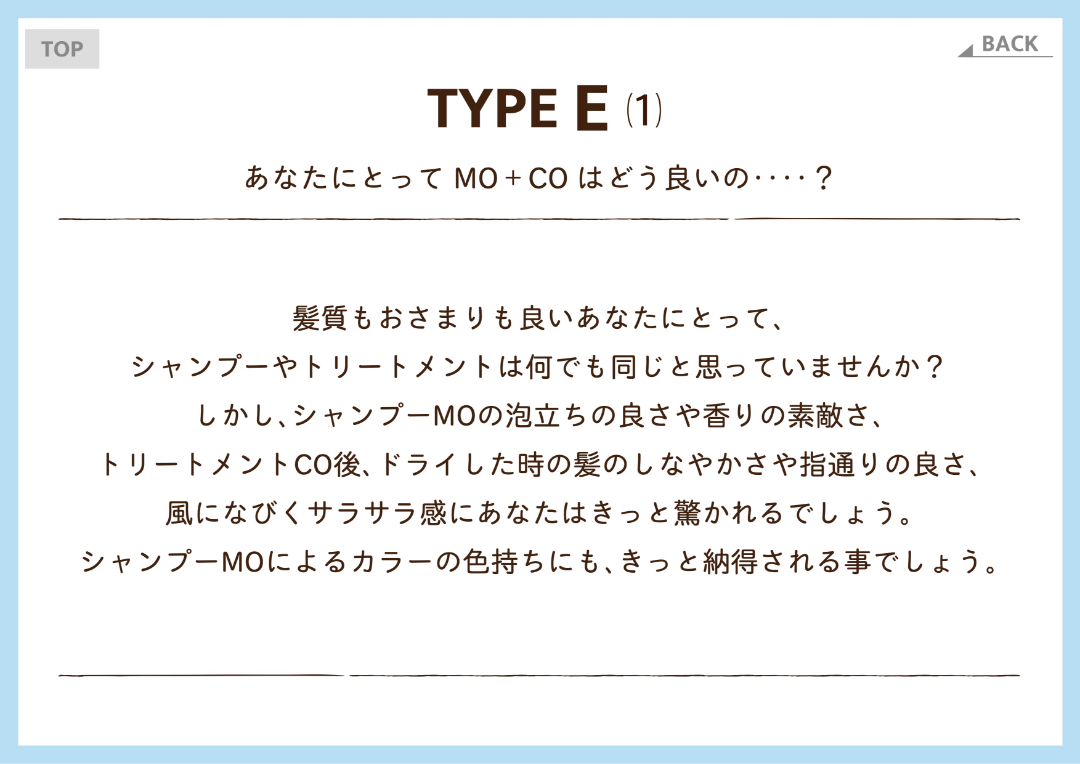 TOP
BACK
TYPE E (1)
あなたにとって MO+CO はどう良いの‥‥？
髪質もおさまりも良いあなたにとって、
シャンプーやトリートメントは何でも同じと思っていませんか？
しかし、シャンプーMOの泡立ちの良さや香りの素敵さ、
トリートメントCO後、ドライした時の髪のしなやかさや指通りの良さ、
風になびくサラサラ感にあなたはきっと驚かれるでしょう。
シャンプーMOによるカラーの色持ちにも、きっと納得される事でしょう。